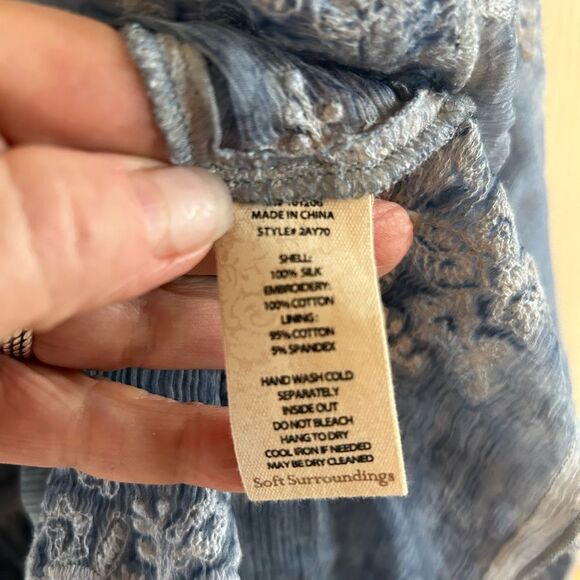 MADE IN CHINA
STYLE# 2AY70
SHELL:
100% SILK
EMBROIDERY:
100% COTTON
LINING:
95% COTTON
5% SPANDEX
HAND WASH COLD
SEPARATELY
INSIDE OUT
DO NOT BLEACH
HANG TO DRY
COOL IRON IF NEEDED
MAY BE DRY CLEANED
Soft Surroundings